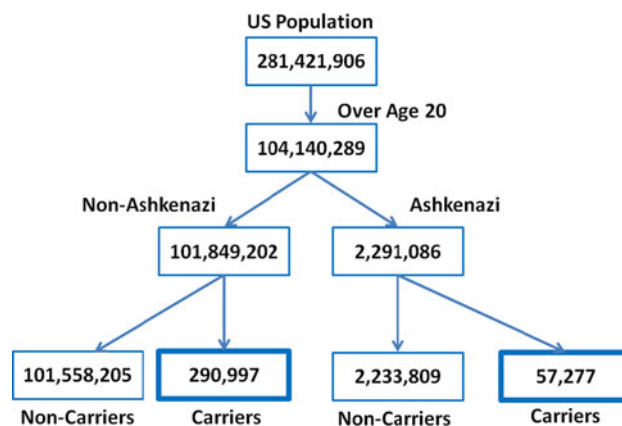 US Population
281,421,906
Over Age 20
104,140,289
Non-Ashkenazi
Ashkenazi
101,849,202
2,291,086
101,558,205
290,997
2,233,809
57,277
Non-Carriers
Carriers
Non-Carriers
Carriers